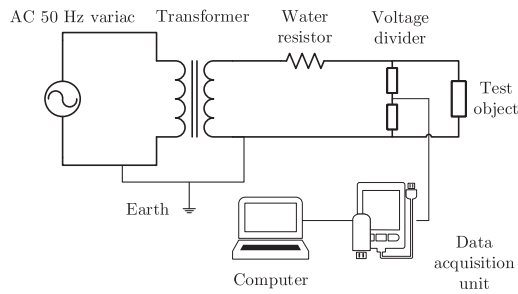 AC 50 Hz variac
Transformer
Water
resistor
Voltage
divider
Test
object
Earth
Computer
Data
acquisition
unit